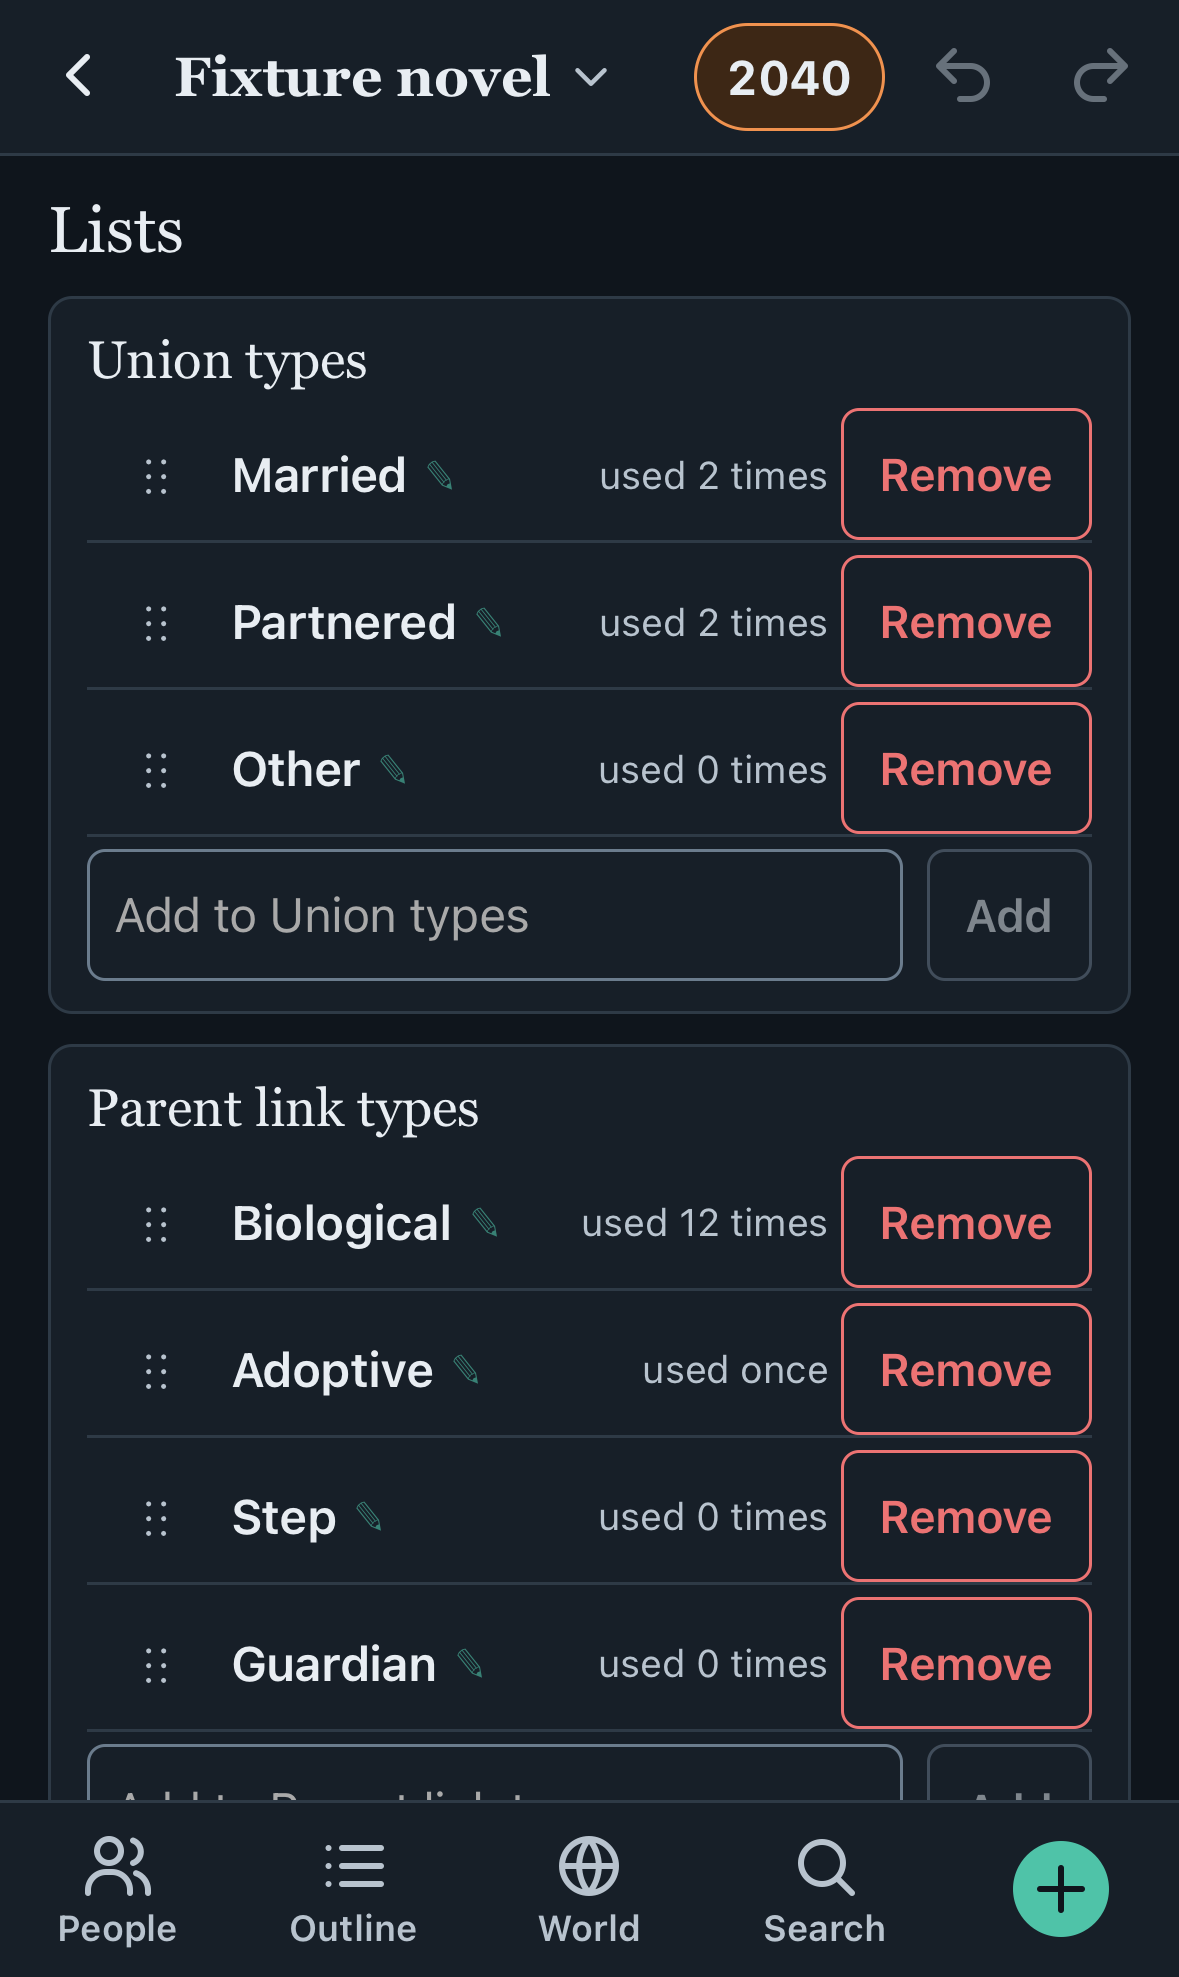 Fixture novel
2040
Lists
Union types
Married used 2 times Remove
Partnered used 2 times Remove
Other used 0 times Remove
Add to Union types Add
Parent link types
Biological used 12 times Remove
Adoptive used once Remove
Step used 0 times Remove
Guardian used 0 times Remove
People Outline World Search